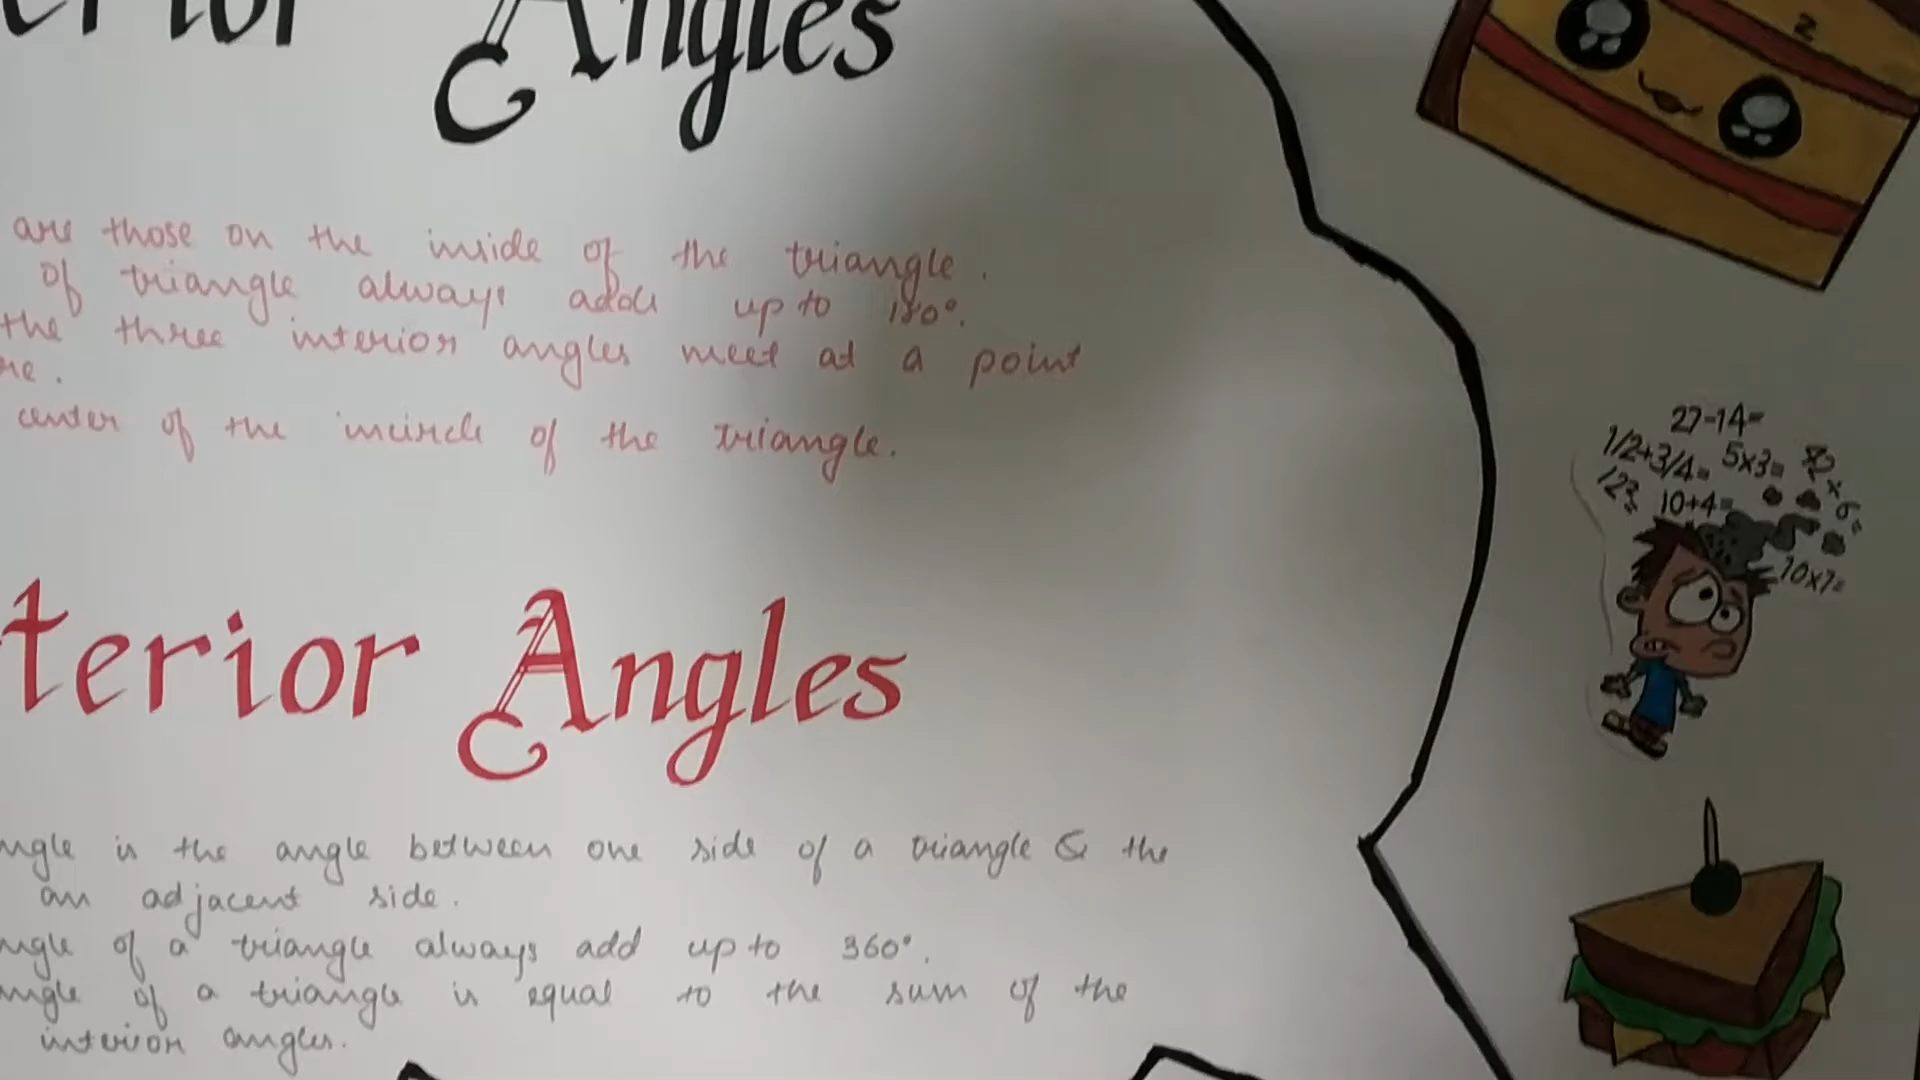 Angles
are those on the inside of the triangle.
of triangle always adds up to 180°.
the three interior angles meet at a point
center of the incircle of the triangle.
terior Angles
ngle is the angle between one side of a triangle & the
an adjacent side.
ngle of a triangle always add up to 360°.
ngle of a triangle is equal to the sum of the
interior angles.
2
27-14=
1/2+3/4= 5x3=
123= 10+4=
10x7=